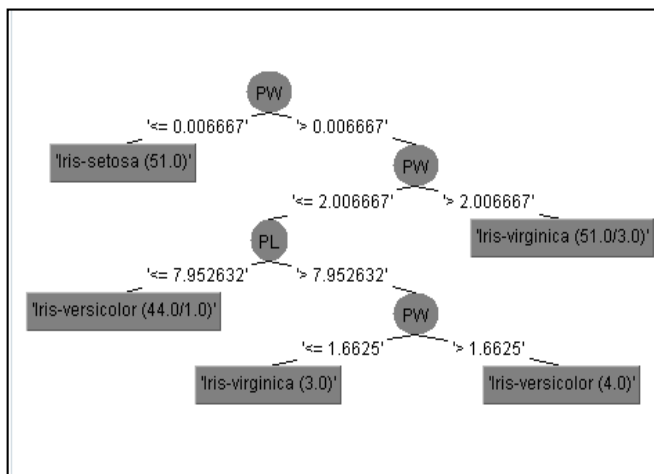 PW
'<= 0.006667' '> 0.006667'
'Iris-setosa (51.0)' PW
'<= 2.006667' '> 2.006667'
PL 'Iris-virginica (51.0/3.0)'
'<= 7.952632' '> 7.952632'
'Iris-versicolor (44.0/1.0)' PW
'<= 1.6625' '> 1.6625'
'Iris-virginica (3.0)' 'Iris-versicolor (4.0)'